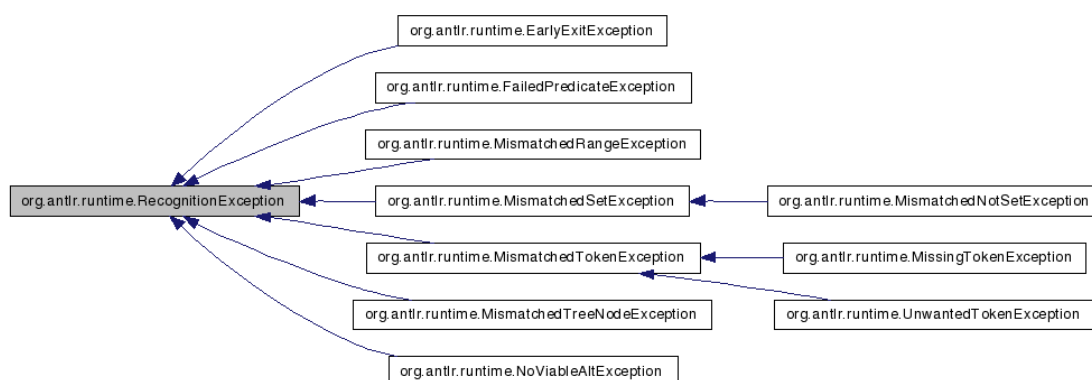 org.antlr.runtime.EarlyExitException
org.antlr.runtime.FailedPredicateException
org.antlr.runtime.MismatchedRangeException
org.antlr.runtime.RecognitionException
org.antlr.runtime.MismatchedSetException
org.antlr.runtime.MismatchedNotSetException
org.antlr.runtime.MismatchedTokenException
org.antlr.runtime.MissingTokenException
org.antlr.runtime.MismatchedTreeNodeException
org.antlr.runtime.UnwantedTokenException
org.antlr.runtime.NoViableAltException